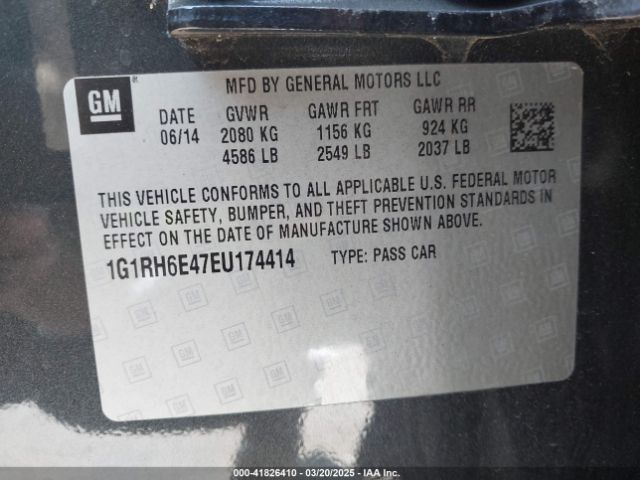 GM
MFD BY GENERAL MOTORS LLC
DATE GVWR GAWR FRT GAWR RR
06/14 2080 KG 1156 KG 924 KG
4586 LB 2549 LB 2037 LB
THIS VEHICLE CONFORMS TO ALL APPLICABLE U.S. FEDERAL MOTOR
VEHICLE SAFETY, BUMPER, AND THEFT PREVENTION STANDARDS IN
EFFECT ON THE DATE OF MANUFACTURE SHOWN ABOVE.
1G1RH6E47EU174414 TYPE: PASS CAR
000-41826410 - 03/20/2025 - IAA Inc.